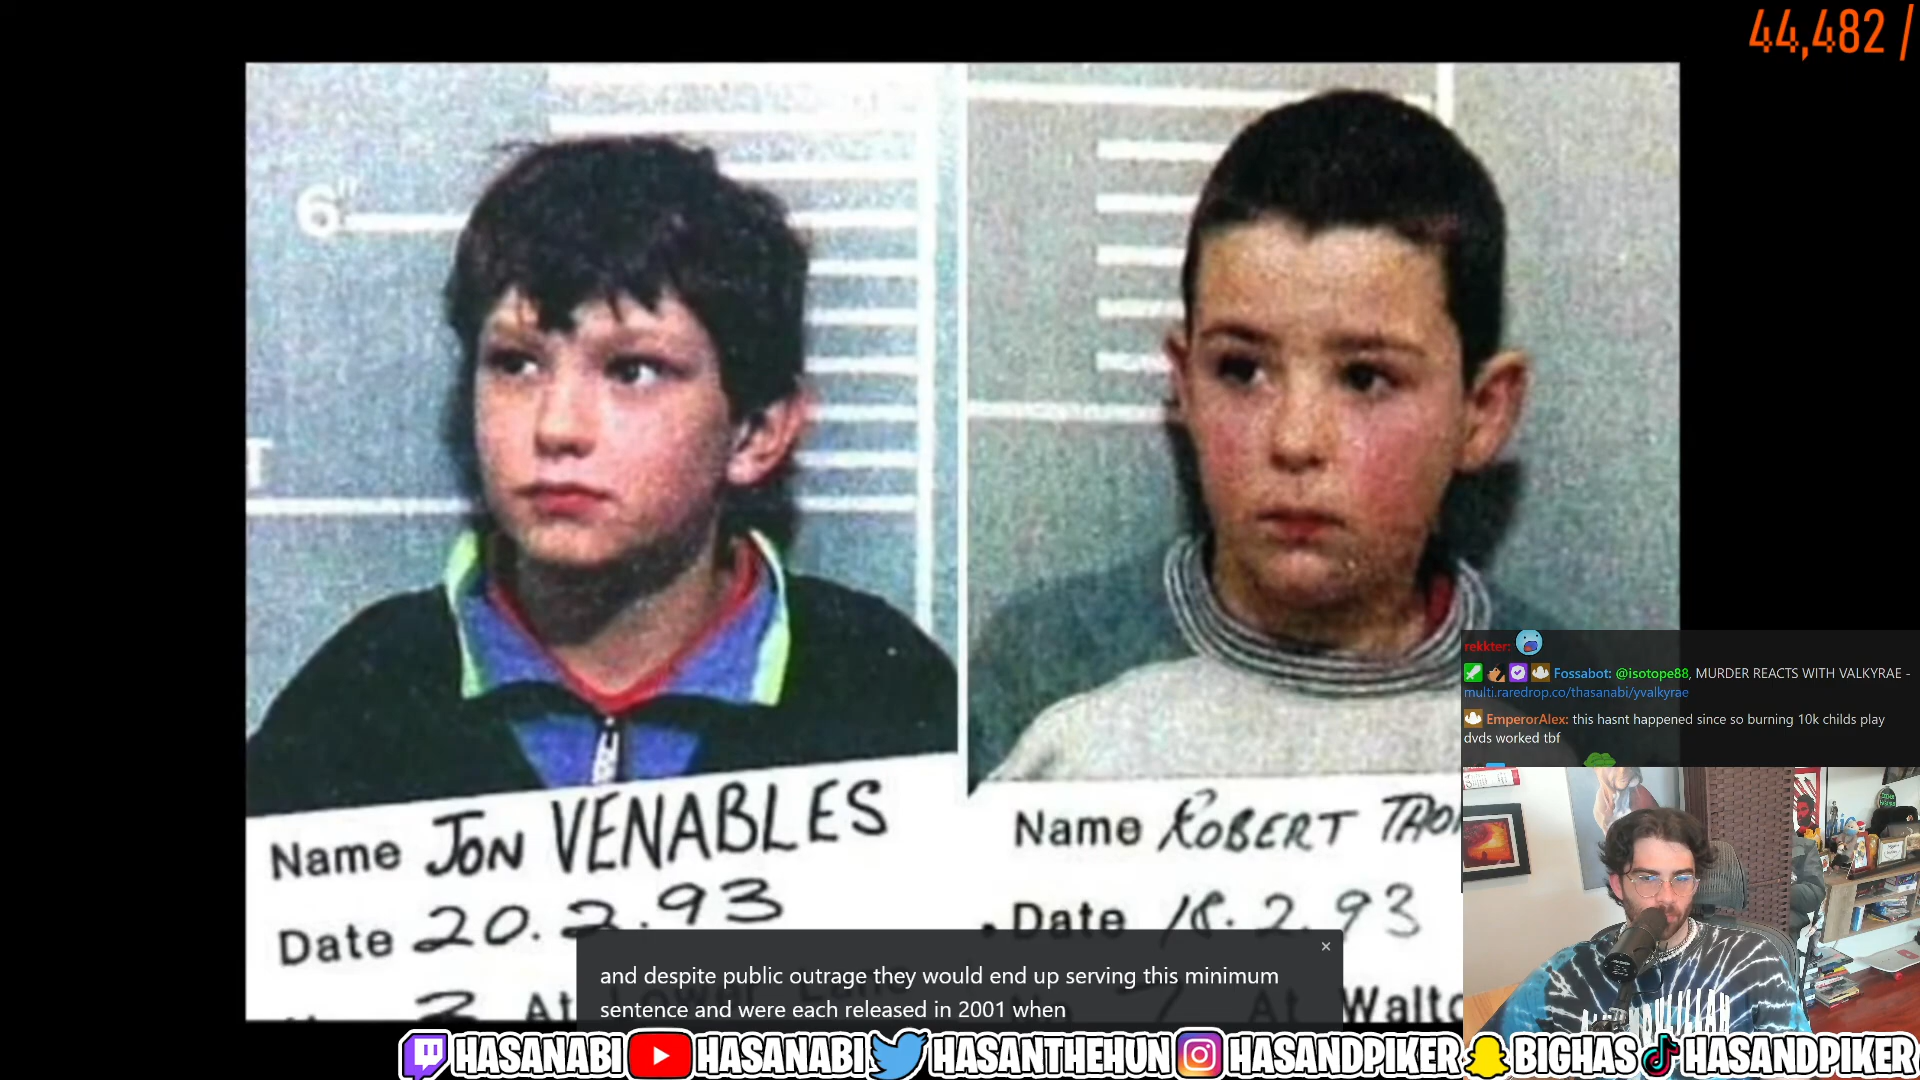 44,482 /
6"
T
Name JON VENABLES
Date 20.2.93
At
Name ROBERT
Date 18.2.93
At Walto
rekkter:
Fossabot: @isotope88, MURDER REACTS WITH VALKYRAE -
multi.raredrop.co/thasanabi/yvalkyrae
EmperorAlex: this hasnt happened since so burning 10k childs play
dvds worked tbf
and despite public outrage they would end up serving this minimum
sentence and were each released in 2001 when
HASANABI HASANABI HASANTHEHUN HASANDPIKER BIGHAS HASANDPIKER